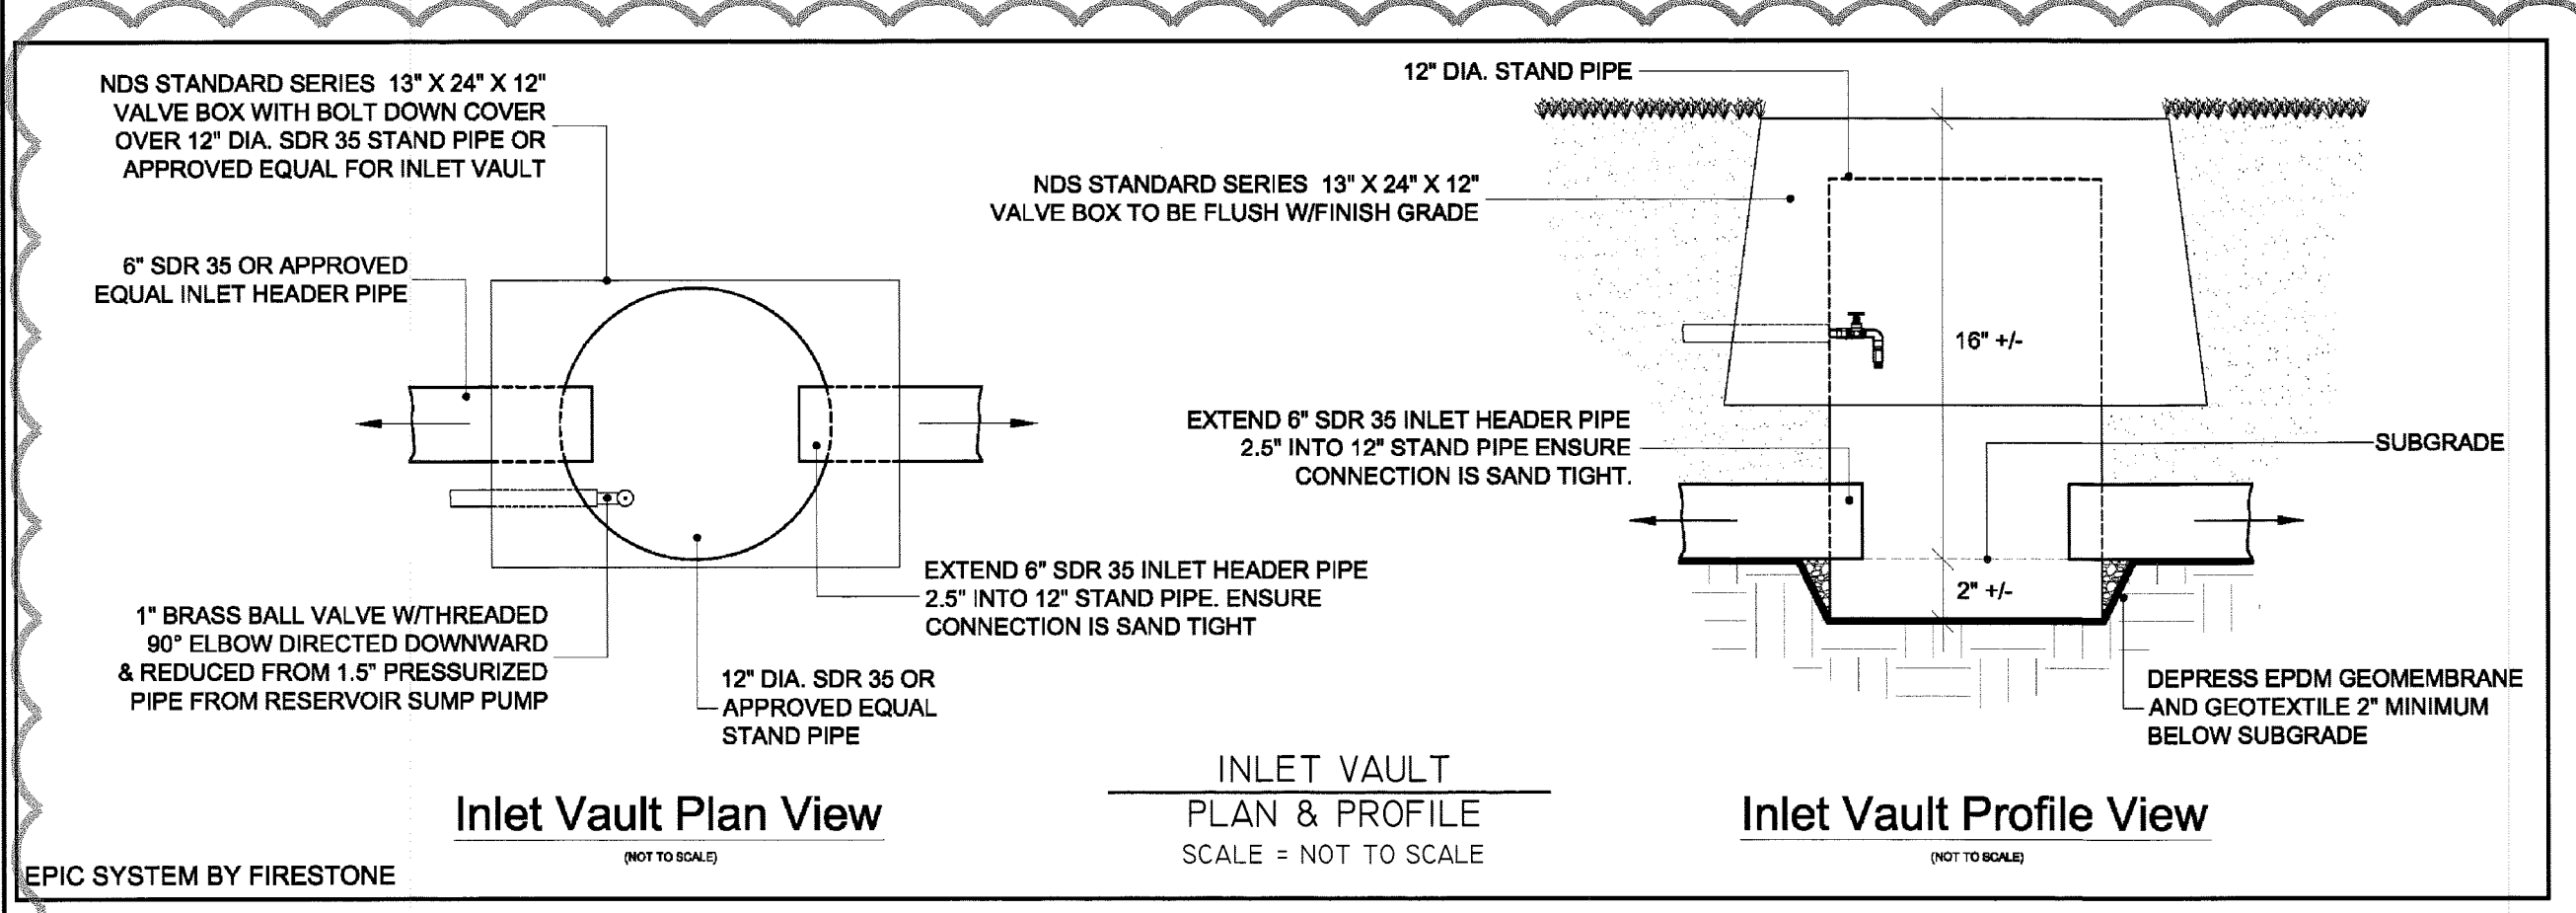 NDS STANDARD SERIES 13" X 24" X 12"
VALVE BOX WITH BOLT DOWN COVER
OVER 12" DIA. SDR 35 STAND PIPE OR
APPROVED EQUAL FOR INLET VAULT
6" SDR 35 OR APPROVED
EQUAL INLET HEADER PIPE
1" BRASS BALL VALVE W/THREADED
90° ELBOW DIRECTED DOWNWARD
& REDUCED FROM 1.5" PRESSURIZED
PIPE FROM RESERVOIR SUMP PUMP
EXTEND 6" SDR 35 INLET HEADER PIPE
2.5" INTO 12" STAND PIPE. ENSURE
CONNECTION IS SAND TIGHT
12" DIA. SDR 35 OR
APPROVED EQUAL
STAND PIPE
Inlet Vault Plan View
(NOT TO SCALE)
EPIC SYSTEM BY FIRESTONE
INLET VAULT
PLAN & PROFILE
SCALE = NOT TO SCALE
12" DIA. STAND PIPE
NDS STANDARD SERIES 13" X 24" X 12"
VALVE BOX TO BE FLUSH W/FINISH GRADE
16" +/-
EXTEND 6" SDR 35 INLET HEADER PIPE
2.5" INTO 12" STAND PIPE ENSURE
CONNECTION IS SAND TIGHT.
SUBGRADE
2" +/-
DEPRESS EPDM GEOMEMBRANE
AND GEOTEXTILE 2" MINIMUM
BELOW SUBGRADE
Inlet Vault Profile View
(NOT TO SCALE)